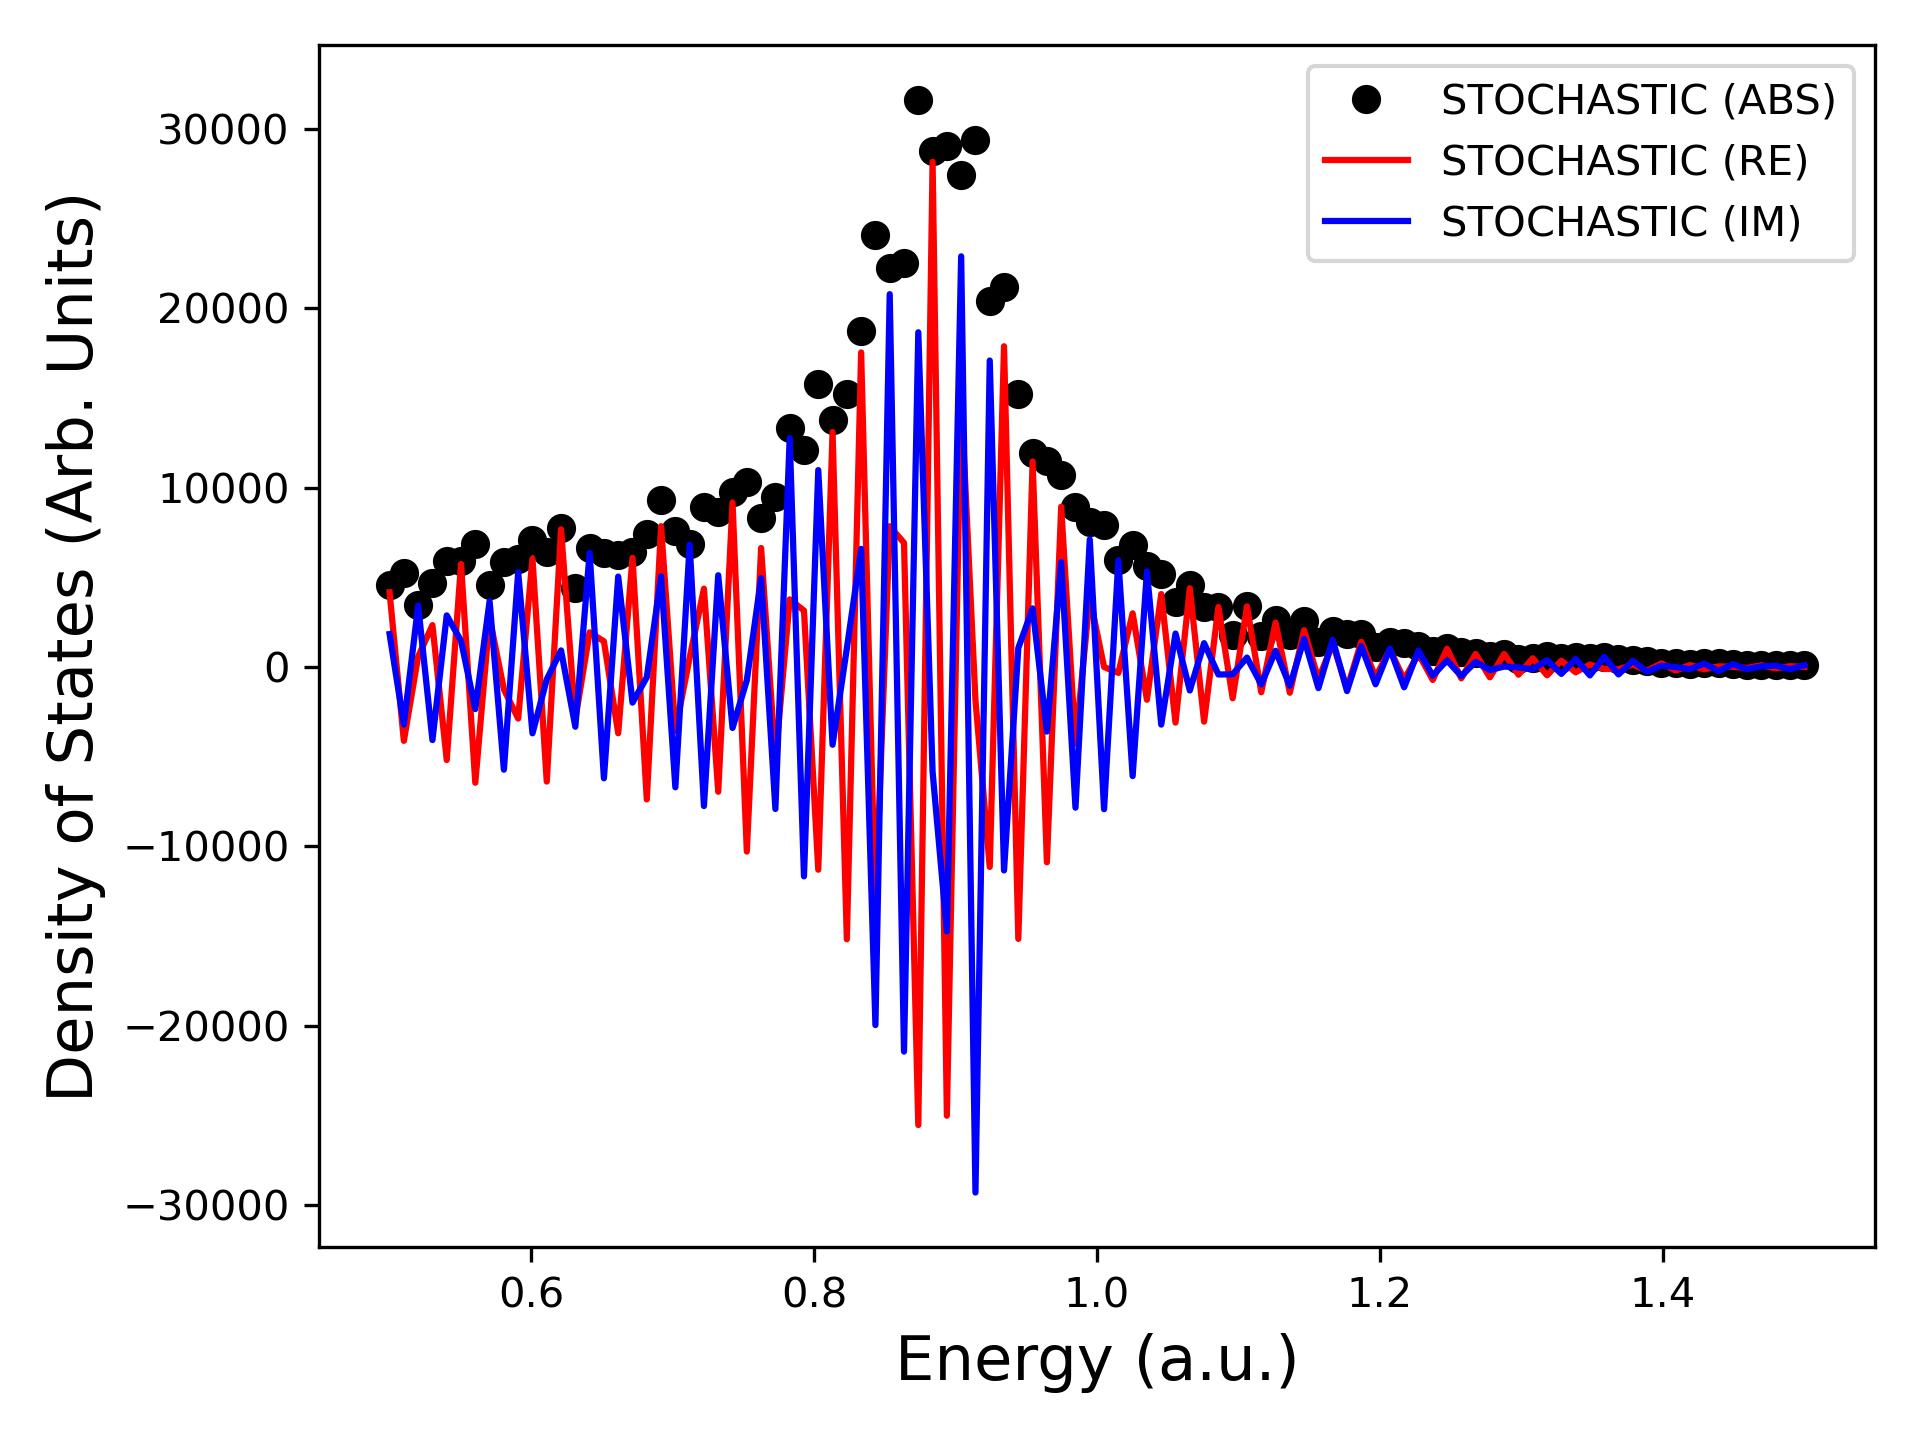 STOCHASTIC (ABS)
STOCHASTIC (RE)
STOCHASTIC (IM)
30000
20000
10000
0
−10000
−20000
−30000
Density of States (Arb. Units)
0.6 0.8 1.0 1.2 1.4
Energy (a.u.)